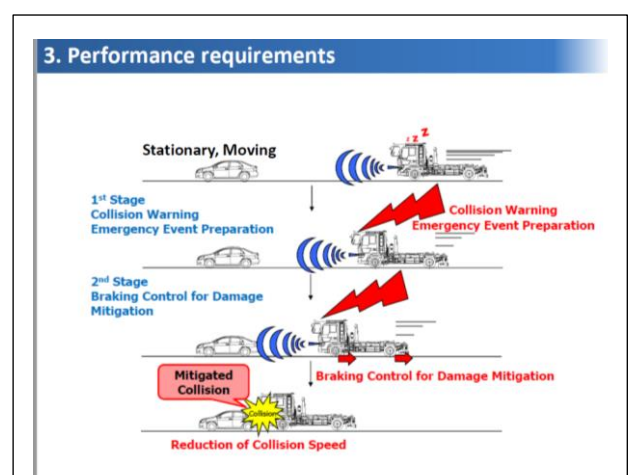 3. Performance requirements
z z z
Stationary, Moving
1st Stage
Collision Warning
Emergency Event Preparation
Collision Warning
Emergency Event Preparation
2nd Stage
Braking Control for Damage
Mitigation
Braking Control for Damage Mitigation
Mitigated
Collision
Collision
Reduction of Collision Speed